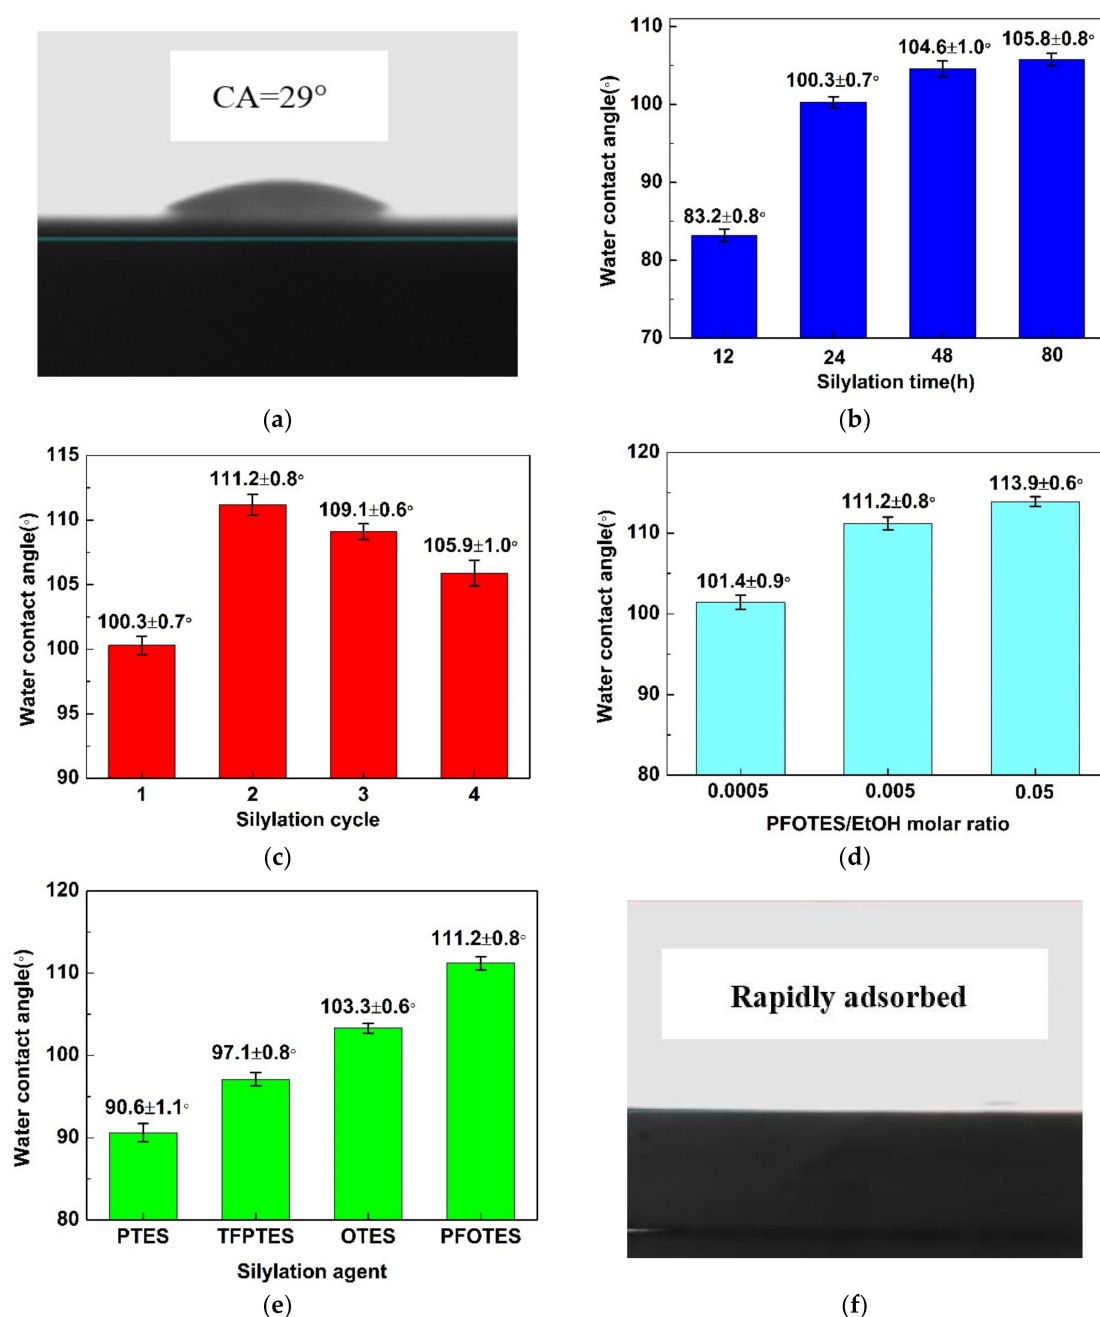 CA=29°
(a)
Water contact angle(°)
110
100
90
80
70
83.2±0.8°
100.3±0.7°
104.6±1.0°
105.8±0.8°
12 24 48 80
Silylation time(h)
(b)
Water contact angle(°)
115
110
105
100
95
90
100.3±0.7°
111.2±0.8°
109.1±0.6°
105.9±1.0°
1 2 3 4
Silylation cycle
(c)
Water contact angle(°)
120
110
100
90
80
101.4±0.9°
111.2±0.8°
113.9±0.6°
0.0005 0.005 0.05
PFOTES/EtOH molar ratio
(d)
Water contact angle(°)
120
110
100
90
80
90.6±1.1°
97.1±0.8°
103.3±0.6°
111.2±0.8°
PTES TFPTES OTES PFOTES
Silylation agent
(e)
Rapidly adsorbed
(f)